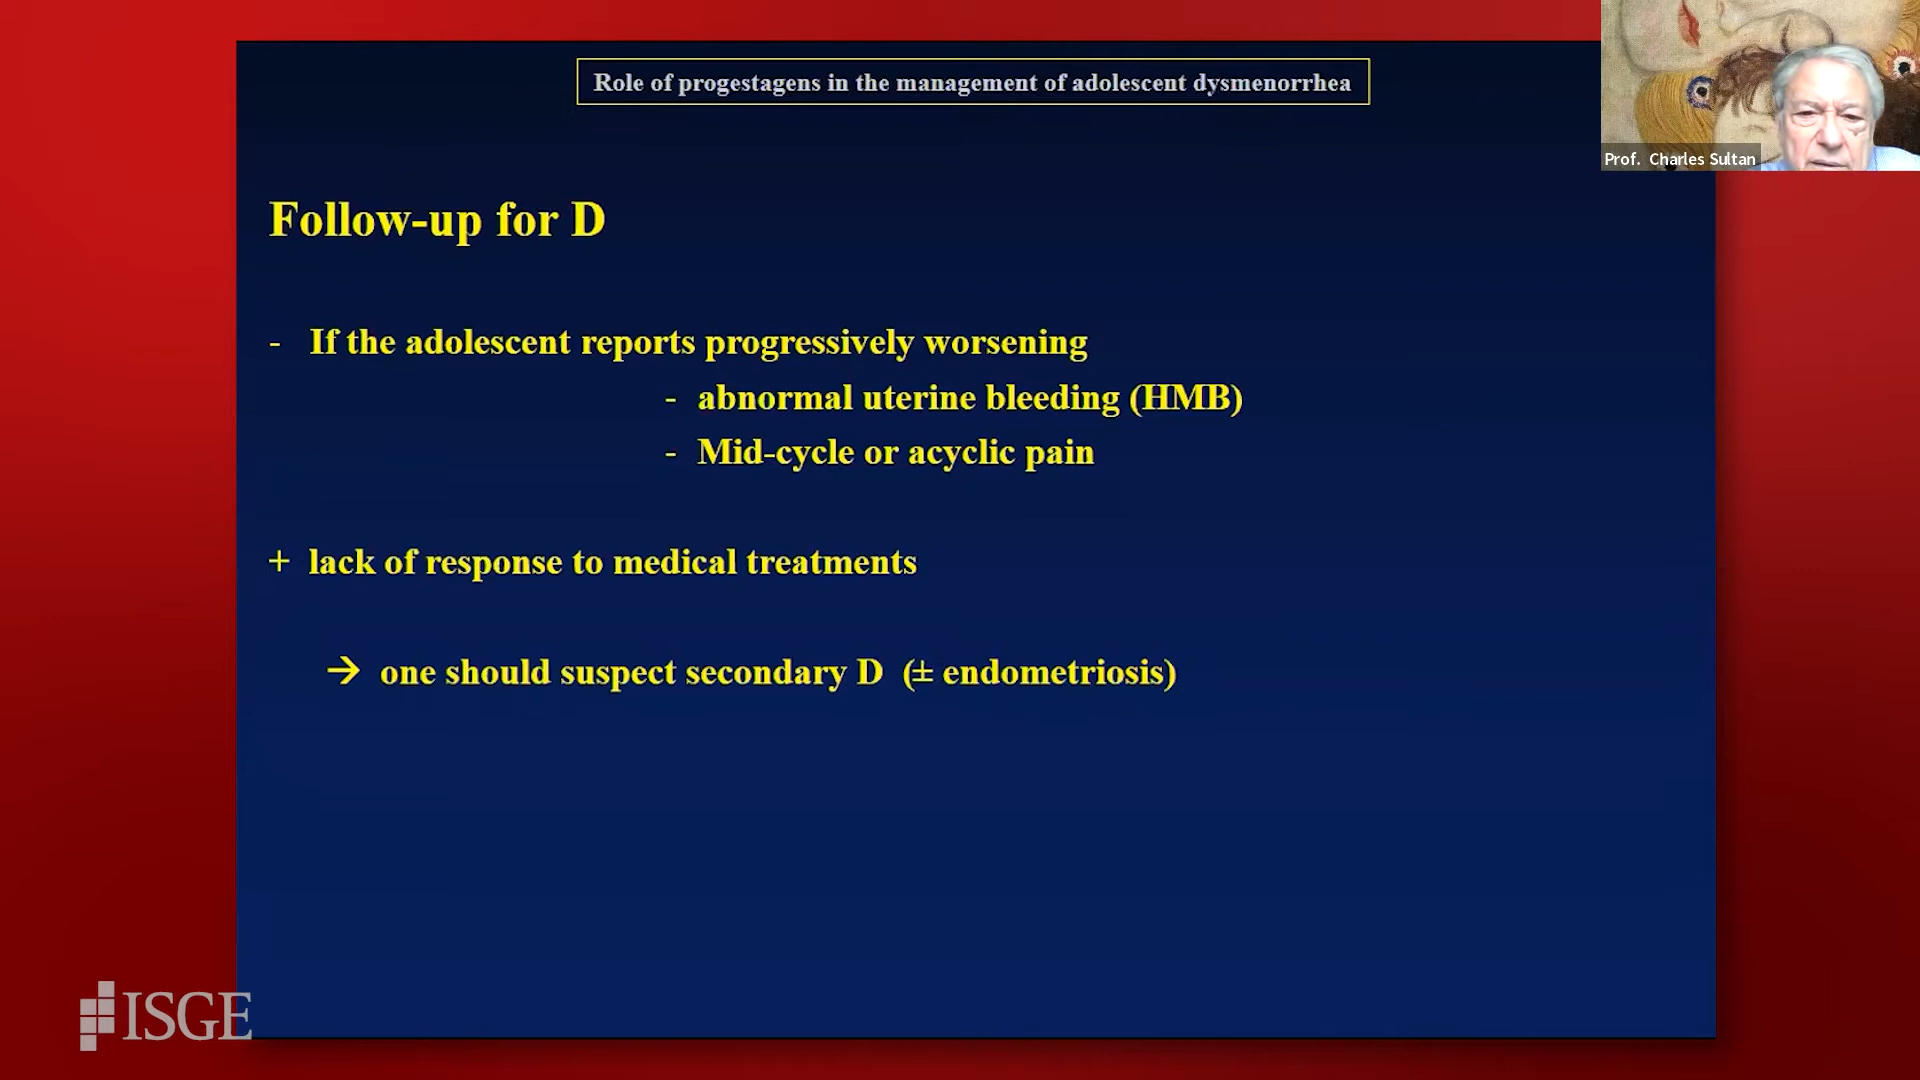 Role of progestagens in the management of adolescent dysmenorrhea
Prof. Charles Sultan
Follow-up for D
- If the adolescent reports progressively worsening
- abnormal uterine bleeding (HMB)
- Mid-cycle or acyclic pain
+ lack of response to medical treatments
→ one should suspect secondary D (± endometriosis)
ISGE